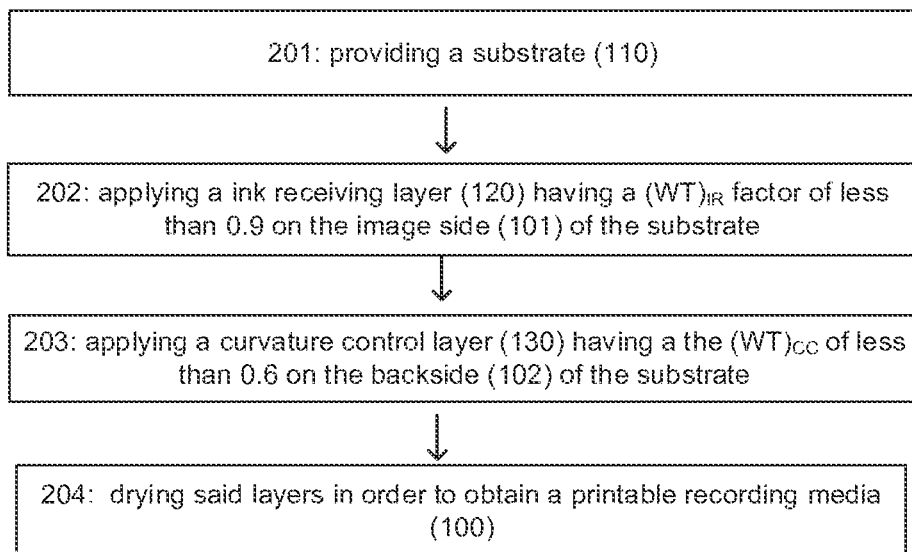 201: providing a substrate (110)
202: applying a ink receiving layer (120) having a (WT)IR factor of less
than 0.9 on the image side (101) of the substrate
203: applying a curvature control layer (130) having a the (WT)CC of less
than 0.6 on the backside (102) of the substrate
204: drying said layers in order to obtain a printable recording media
(100)